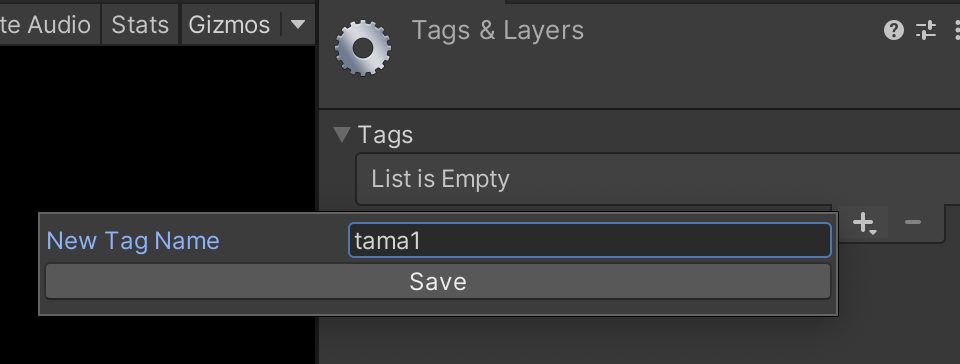 te Audio Stats Gizmos
Tags & Layers
Tags
List is Empty
New Tag Name tama1
Save